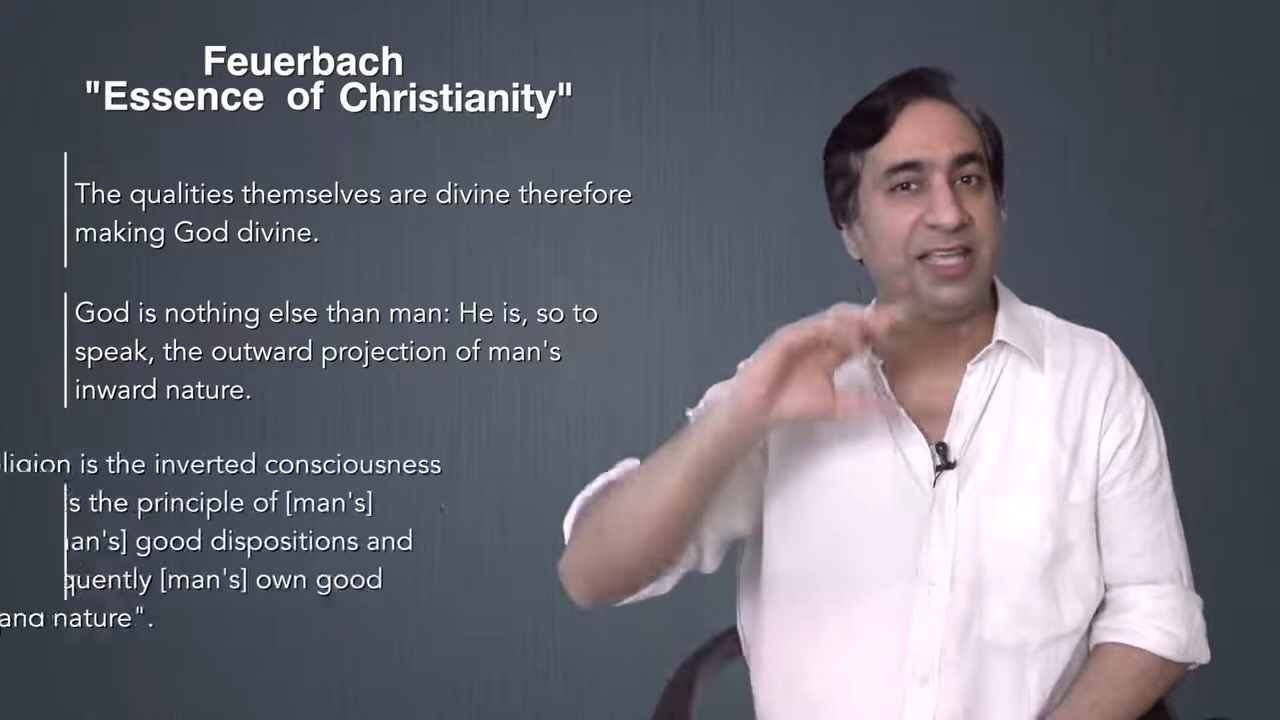 Feuerbach
"Essence of Christianity"
The qualities themselves are divine therefore
making God divine.
God is nothing else than man: He is, so to
speak, the outward projection of man's
inward nature.
is the inverted consciousness
the principle of [man's]
good dispositions and
[man's] own good
and nature".